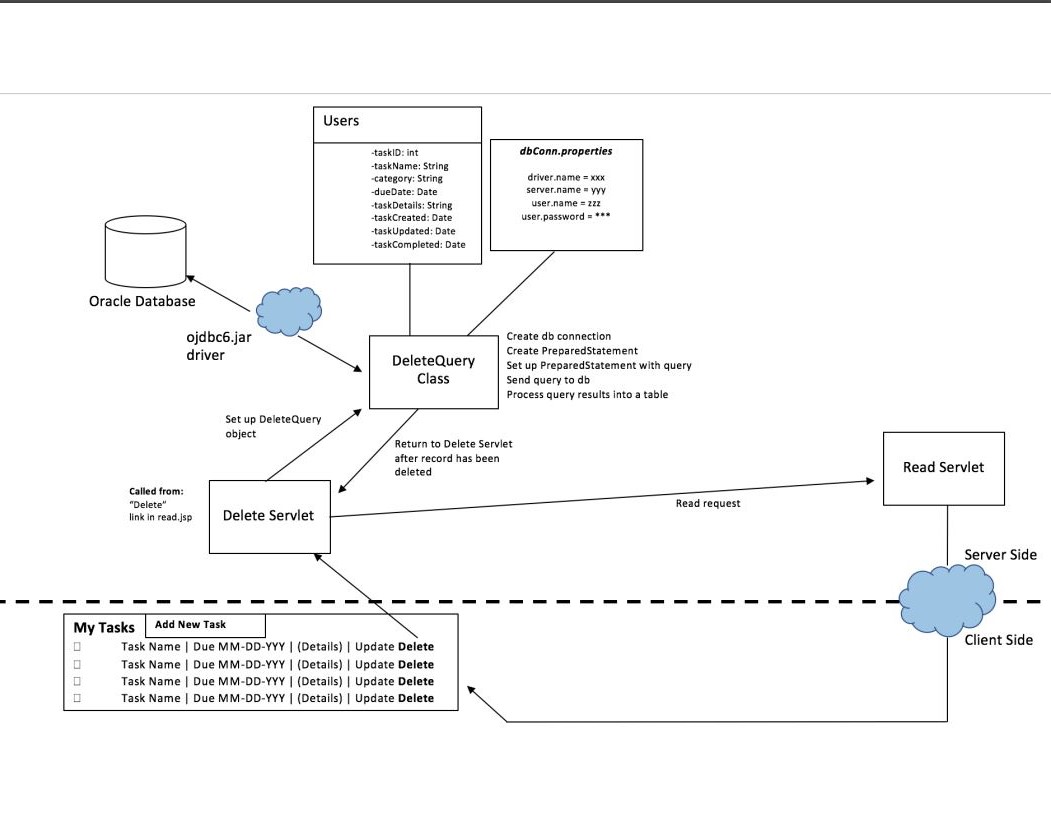 Users
-taskID: int
-taskName: String
-category: String
-dueDate: Date
-taskDetails: String
-taskCreated: Date
-taskUpdated: Date
-taskCompleted: Date
dbConn.properties
driver.name = xxx
server.name = yyy
user.name = zzz
user.password = ***
Oracle Database
ojdbc6.jar
driver
DeleteQuery
Class
Create db connection
Create PreparedStatement
Set up PreparedStatement with query
Send query to db
Process query results into a table
Set up DeleteQuery
object
Return to Delete Servlet
after record has been
deleted
Called from:
"Delete"
link in read.jsp
Delete Servlet
Read request
Read Servlet
Server Side
Client Side
My Tasks
Add New Task
Task Name | Due MM-DD-YYY | (Details) | Update Delete
Task Name | Due MM-DD-YYY | (Details) | Update Delete
Task Name | Due MM-DD-YYY | (Details) | Update Delete
Task Name | Due MM-DD-YYY | (Details) | Update Delete